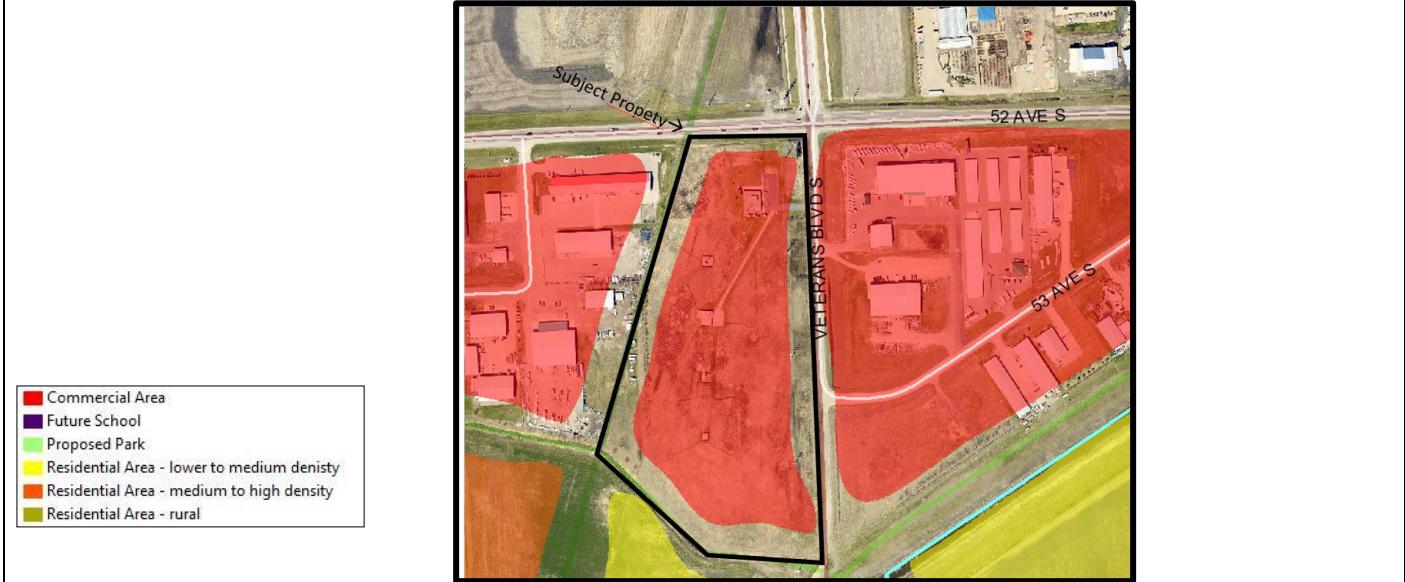 Subject Propety→
52 AVE S
VETERANS BLVD S
53 AVE S
Commercial Area
Future School
Proposed Park
Residential Area - lower to medium denisty
Residential Area - medium to high density
Residential Area - rural